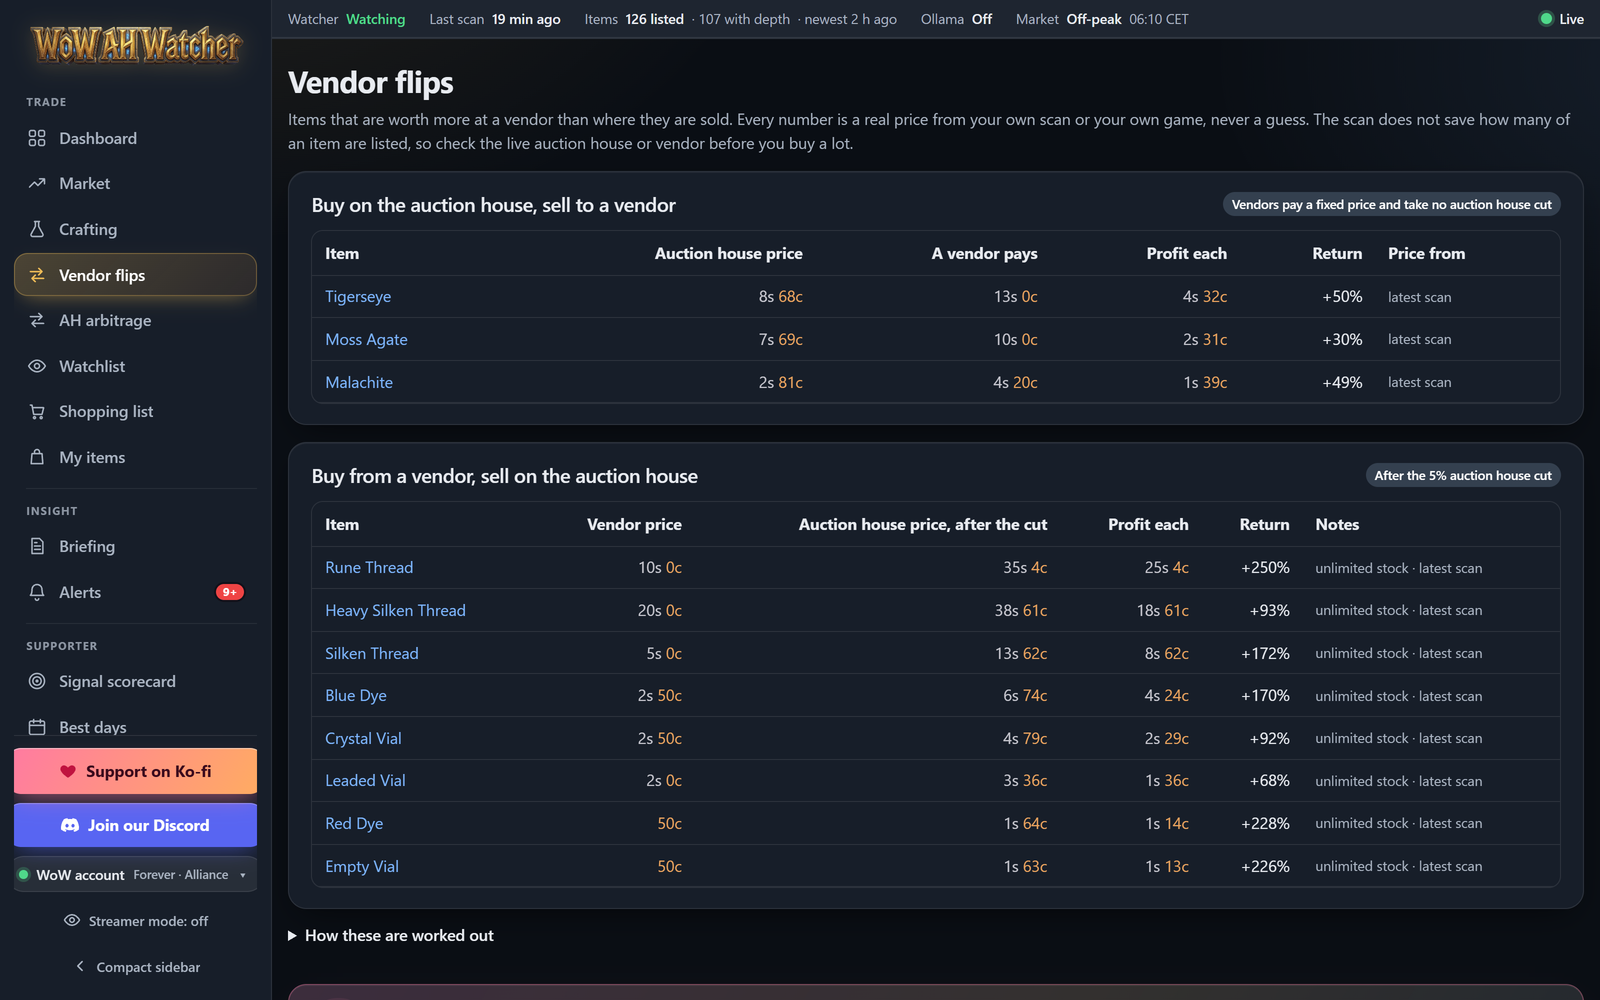 WoW AH Watcher
Watcher Watching Last scan 19 min ago Items 126 listed · 107 with depth · newest 2 h ago Ollama Off Market Off-peak 06:10 CET Live
TRADE
Dashboard
Market
Crafting
Vendor flips
AH arbitrage
Watchlist
Shopping list
My items
INSIGHT
Briefing
Alerts 9+
SUPPORTER
Signal scorecard
Best days
Support on Ko-fi
Join our Discord
WoW account Forever · Alliance
Streamer mode: off
Compact sidebar
Vendor flips
Items that are worth more at a vendor than where they are sold. Every number is a real price from your own scan or your own game, never a guess. The scan does not save how many of
an item are listed, so check the live auction house or vendor before you buy a lot.
Buy on the auction house, sell to a vendor Vendors pay a fixed price and take no auction house cut
Item Auction house price A vendor pays Profit each Return Price from
Tigerseye 8s 68c 13s 0c 4s 32c +50% latest scan
Moss Agate 7s 69c 10s 0c 2s 31c +30% latest scan
Malachite 2s 81c 4s 20c 1s 39c +49% latest scan
Buy from a vendor, sell on the auction house After the 5% auction house cut
Item Vendor price Auction house price, after the cut Profit each Return Notes
Rune Thread 10s 0c 35s 4c 25s 4c +250% unlimited stock · latest scan
Heavy Silken Thread 20s 0c 38s 61c 18s 61c +93% unlimited stock · latest scan
Silken Thread 5s 0c 13s 62c 8s 62c +172% unlimited stock · latest scan
Blue Dye 2s 50c 6s 74c 4s 24c +170% unlimited stock · latest scan
Crystal Vial 2s 50c 4s 79c 2s 29c +92% unlimited stock · latest scan
Leaded Vial 2s 0c 3s 36c 1s 36c +68% unlimited stock · latest scan
Red Dye 50c 1s 64c 1s 14c +228% unlimited stock · latest scan
Empty Vial 50c 1s 63c 1s 13c +226% unlimited stock · latest scan
How these are worked out